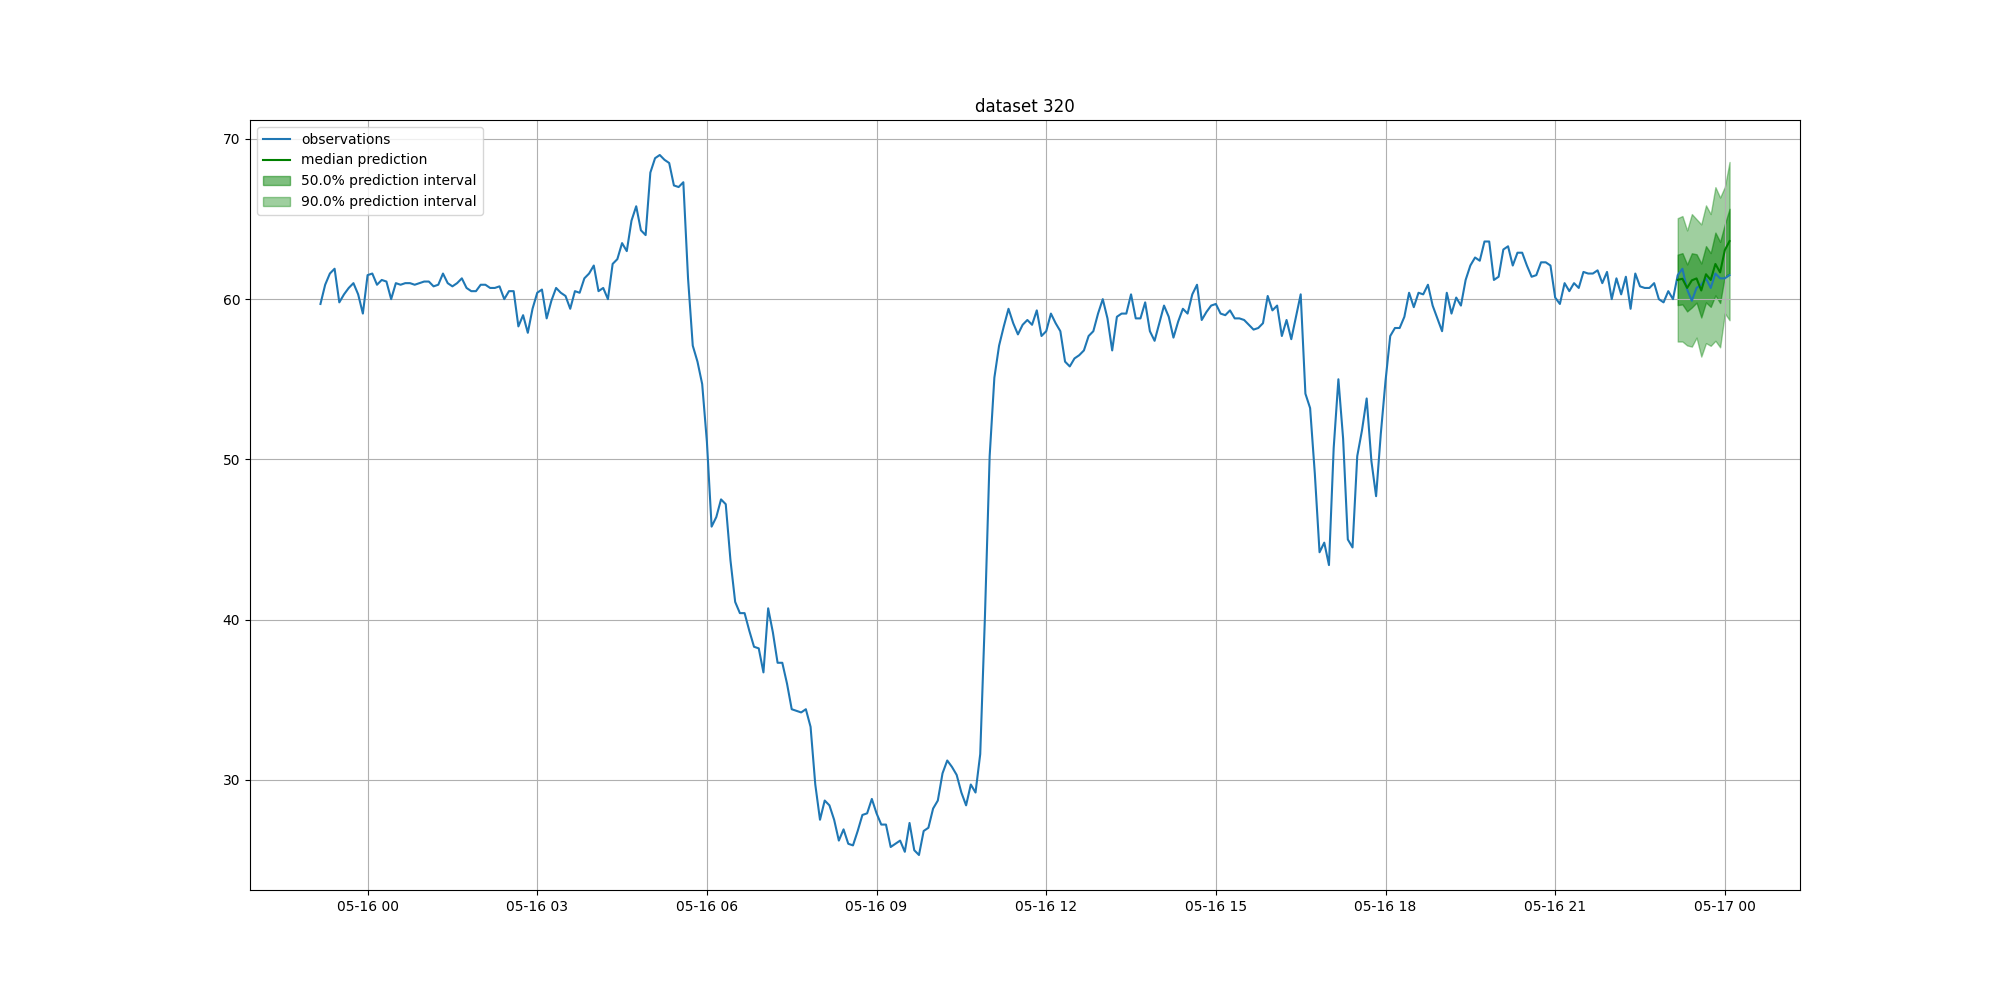 dataset 320
observations
median prediction
50.0% prediction interval
90.0% prediction interval
70
60
50
40
30
05-16 00
05-16 03
05-16 06
05-16 09
05-16 12
05-16 15
05-16 18
05-16 21
05-17 00